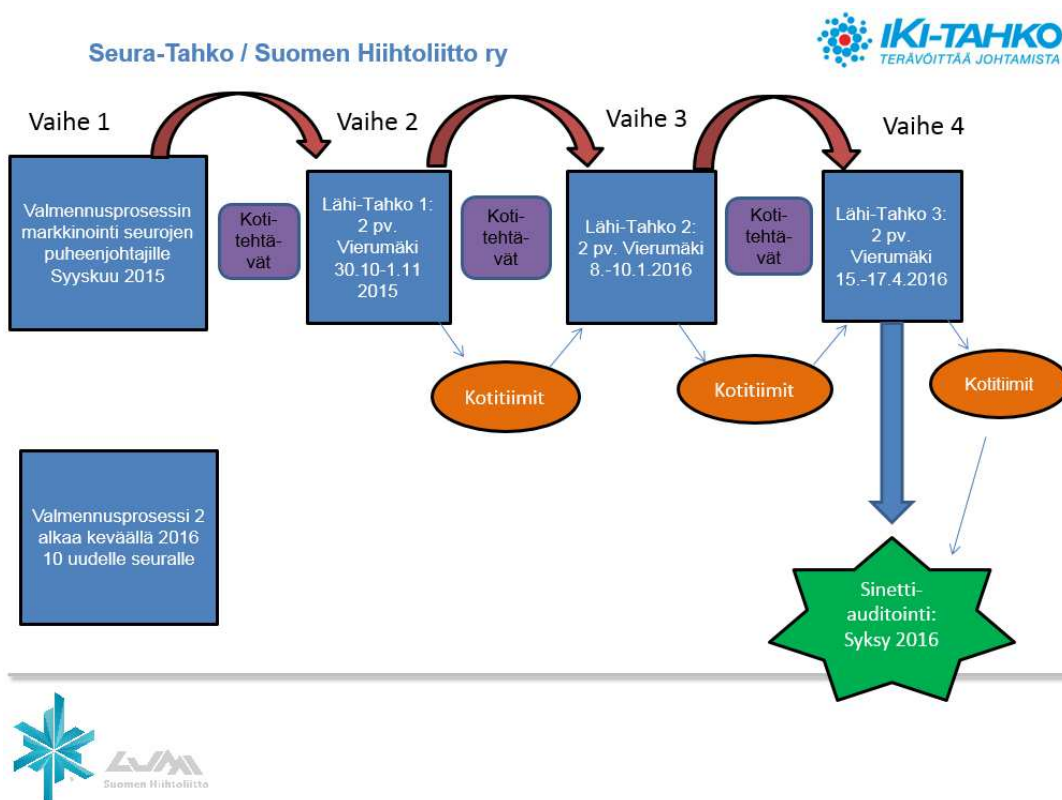 Seura-Tahko / Suomen Hiihtoliitto ry
IKI-TAHKO
TERÄVÖITTÄÄ JOHTAMISTA
Vaihe 1
Vaihe 2
Vaihe 3
Vaihe 4
Valmennusprosessin
markkinointi seurojen
puheenjohtajille
Syyskuu 2015
Koti-
tehtä-
vät
Lähi-Tahko 1:
2 pv.
Vierumäki
30.10-1.11
2015
Koti-
tehtä-
vät
Lähi-Tahko 2:
2 pv. Vierumäki
8.-10.1.2016
Koti-
tehtä-
vät
Lähi-Tahko 3:
2 pv.
Vierumäki
15.-17.4.2016
Kotitiimit
Kotitiimit
Kotitiimit
Valmennusprosessi 2
alkaa keväällä 2016
10 uudelle seuralle
Sinetti-
auditointi:
Syksy 2016
LUMI
Suomen Hiihtoliitto